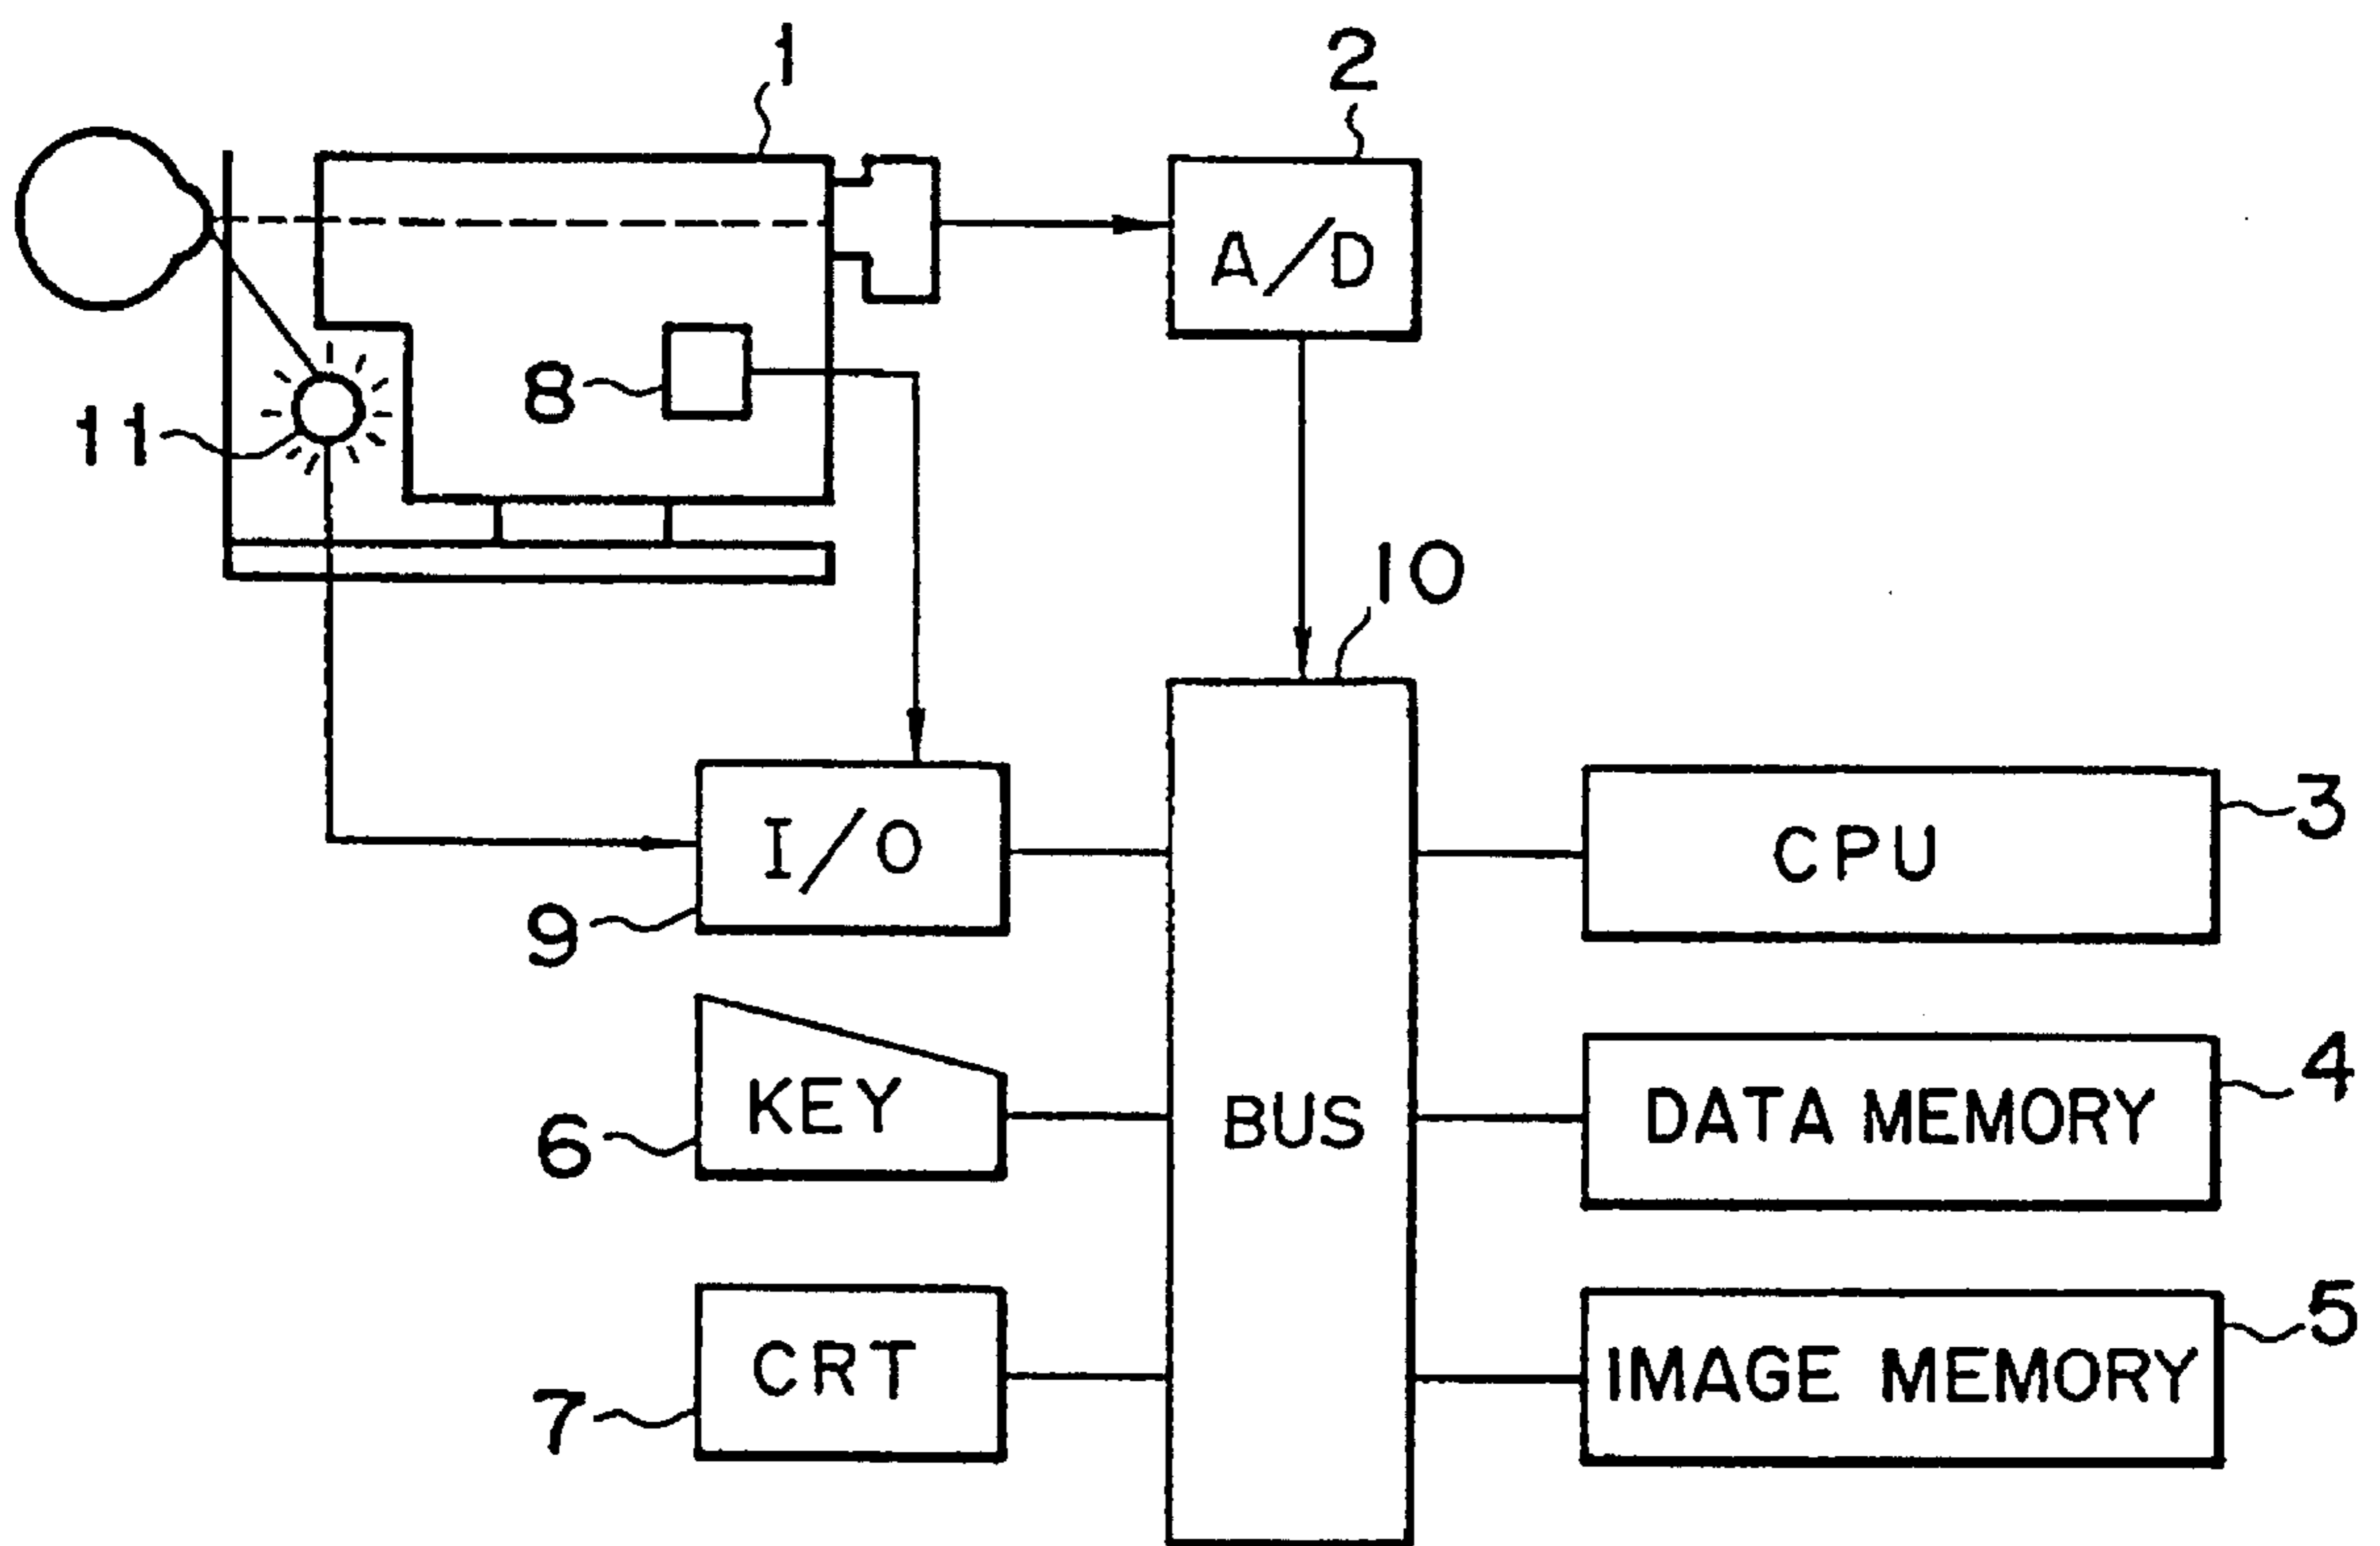 1
2
A/D
8
11
10
I/O
9
CPU
3
KEY
6
BUS
DATA MEMORY
4
CRT
7
IMAGE MEMORY
5